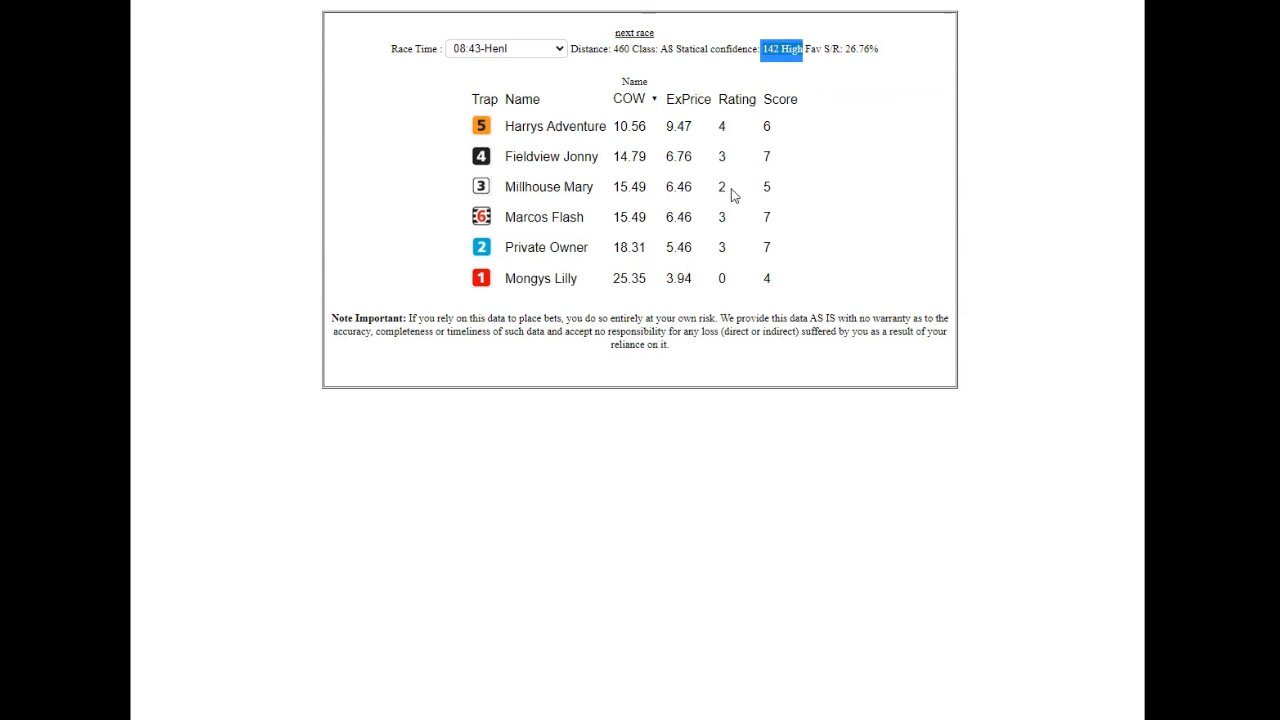 next race
Race Time : 08:43-Henl Distance: 460 Class: A8 Statical confidence: 142 High Fav S/R: 26.76%
Name
Trap Name COW ▼ ExPrice Rating Score
5 Harrys Adventure 10.56 9.47 4 6
4 Fieldview Jonny 14.79 6.76 3 7
3 Millhouse Mary 15.49 6.46 2 5
6 Marcos Flash 15.49 6.46 3 7
2 Private Owner 18.31 5.46 3 7
1 Mongys Lilly 25.35 3.94 0 4
Note Important: If you rely on this data to place bets, you do so entirely at your own risk. We provide this data AS IS with no warranty as to the
accuracy, completeness or timeliness of such data and accept no responsibility for any loss (direct or indirect) suffered by you as a result of your
reliance on it.